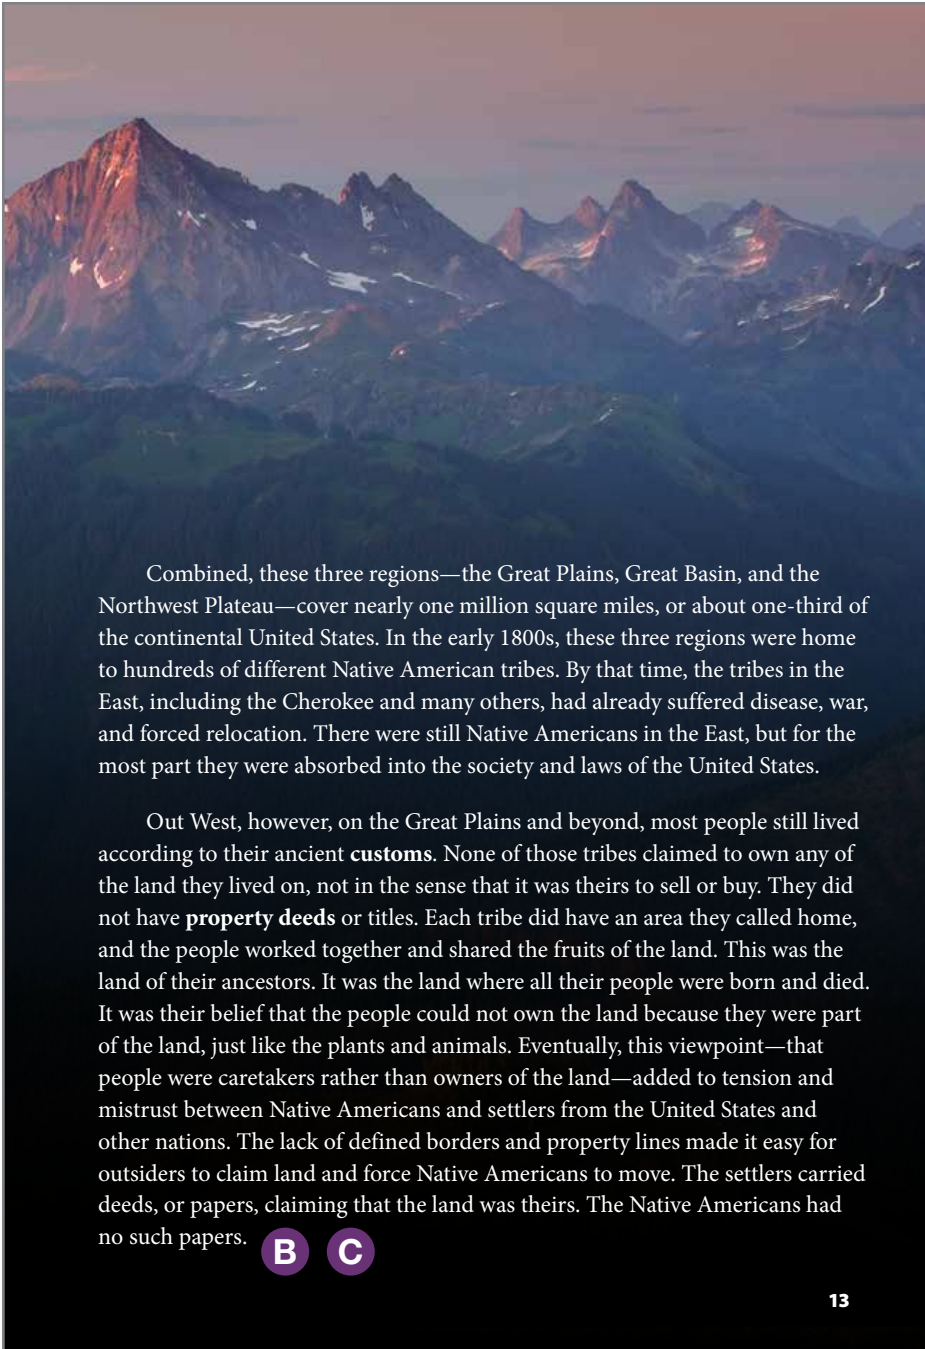 Combined, these three regions—the Great Plains, Great Basin, and the
Northwest Plateau—cover nearly one million square miles, or about one-third of
the continental United States. In the early 1800s, these three regions were home
to hundreds of different Native American tribes. By that time, the tribes in the
East, including the Cherokee and many others, had already suffered disease, war,
and forced relocation. There were still Native Americans in the East, but for the
most part they were absorbed into the society and laws of the United States.
Out West, however, on the Great Plains and beyond, most people still lived
according to their ancient customs. None of those tribes claimed to own any of
the land they lived on, not in the sense that it was theirs to sell or buy. They did
not have property deeds or titles. Each tribe did have an area they called home,
and the people worked together and shared the fruits of the land. This was the
land of their ancestors. It was the land where all their people were born and died.
It was their belief that the people could not own the land because they were part
of the land, just like the plants and animals. Eventually, this viewpoint—that
people were caretakers rather than owners of the land—added to tension and
mistrust between Native Americans and settlers from the United States and
other nations. The lack of defined borders and property lines made it easy for
outsiders to claim land and force Native Americans to move. The settlers carried
deeds, or papers, claiming that the land was theirs. The Native Americans had
no such papers. B C
13